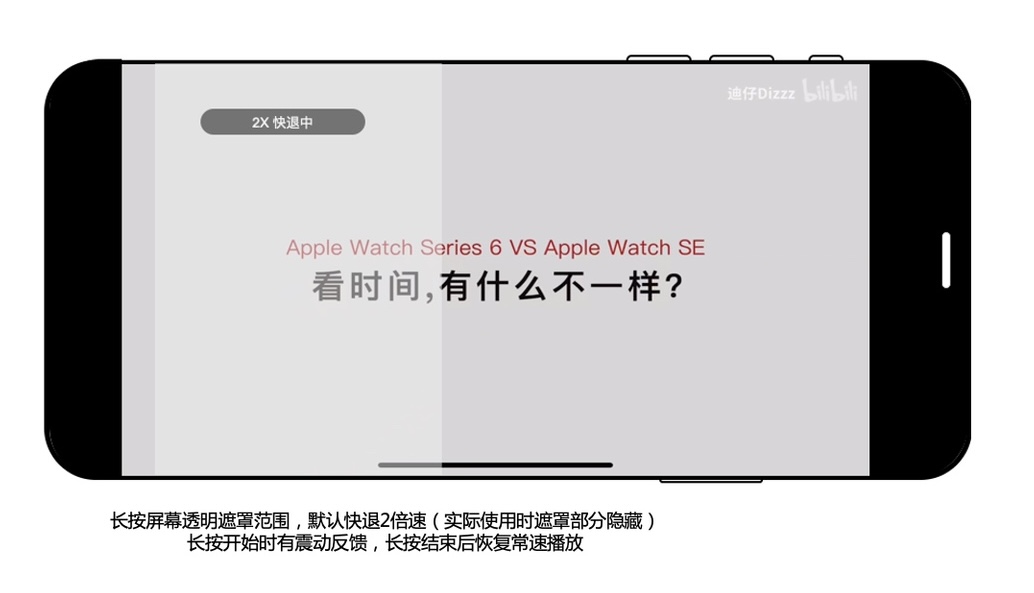 迪仔Dizzz bilibili
2X 快退中
Apple Watch Series 6 VS Apple Watch SE
看时间,有什么不一样?
长按屏幕透明遮罩范围，默认快退2倍速（实际使用时遮罩部分隐藏）
长按开始时有震动反馈，长按结束后恢复常速播放